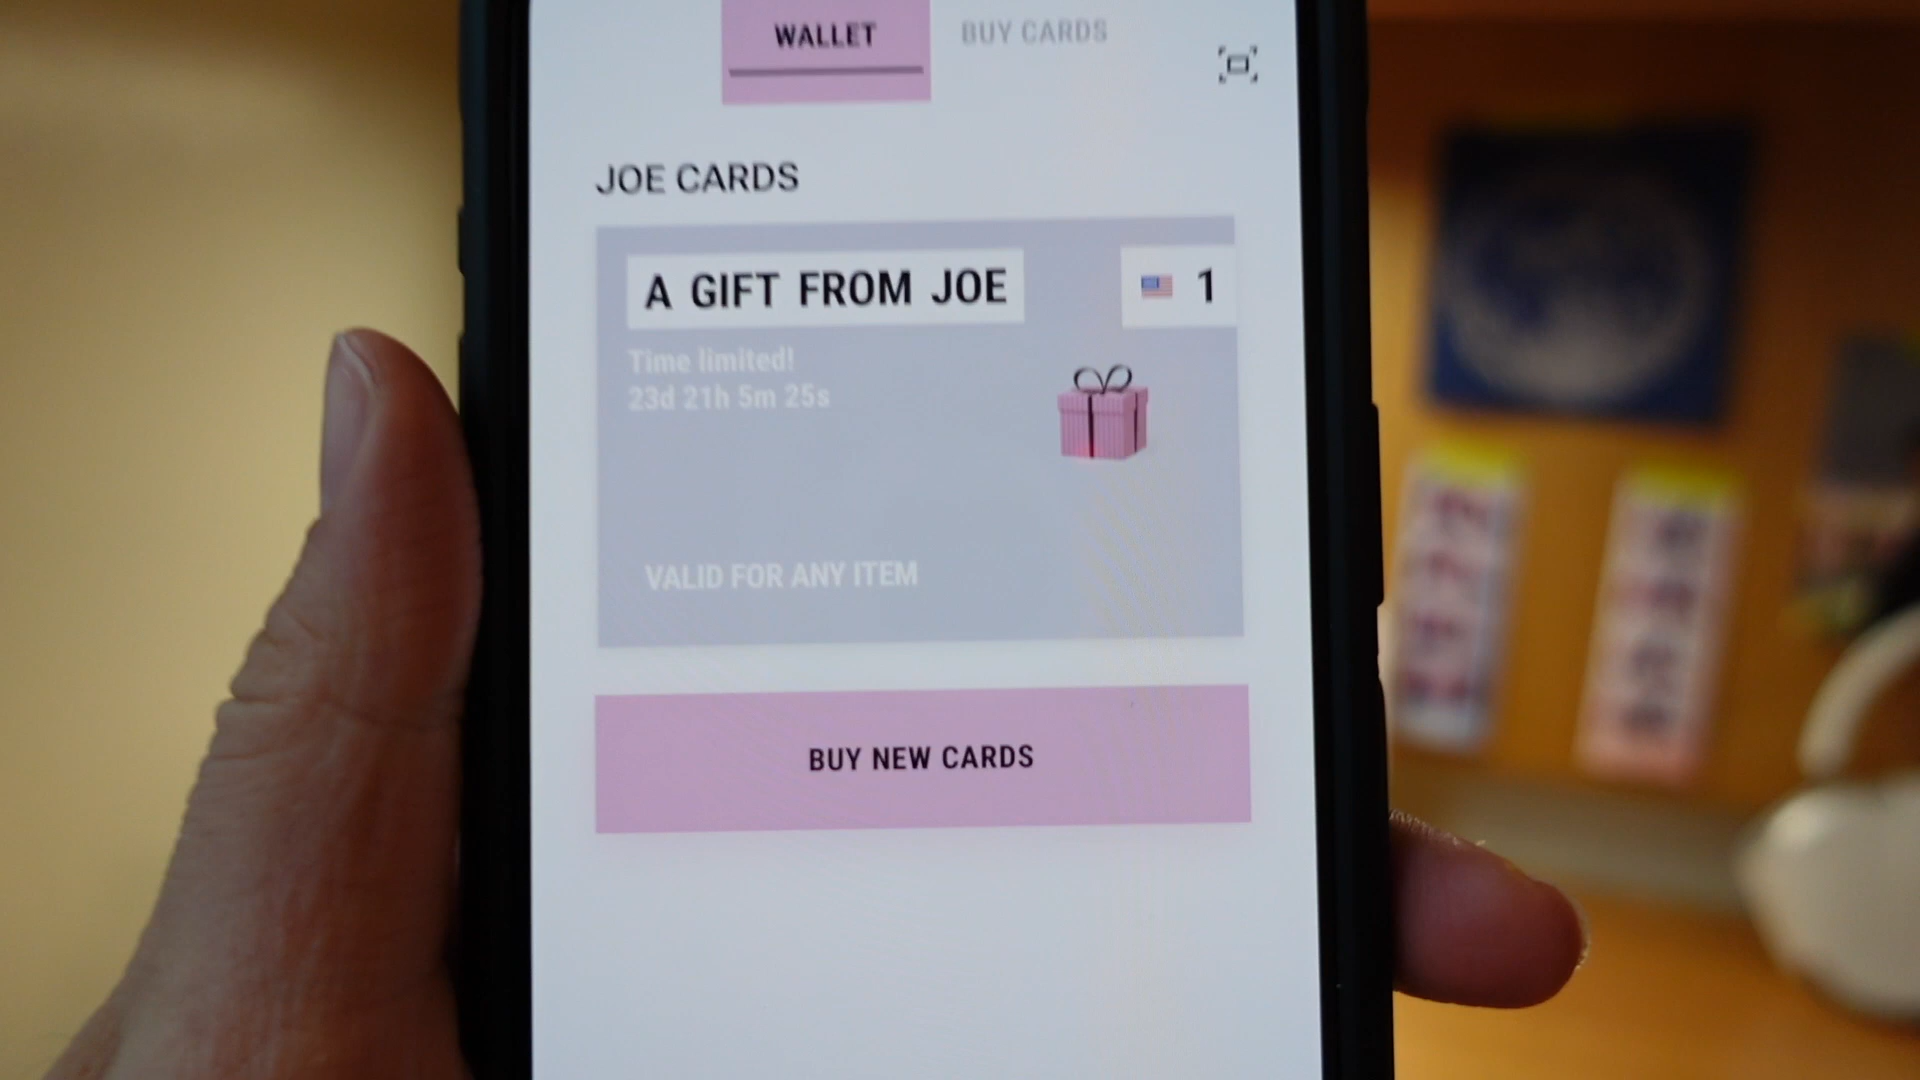 WALLET
BUY CARDS
JOE CARDS
A GIFT FROM JOE
1
Time limited!
23d 21h 5m 25s
VALID FOR ANY ITEM
BUY NEW CARDS